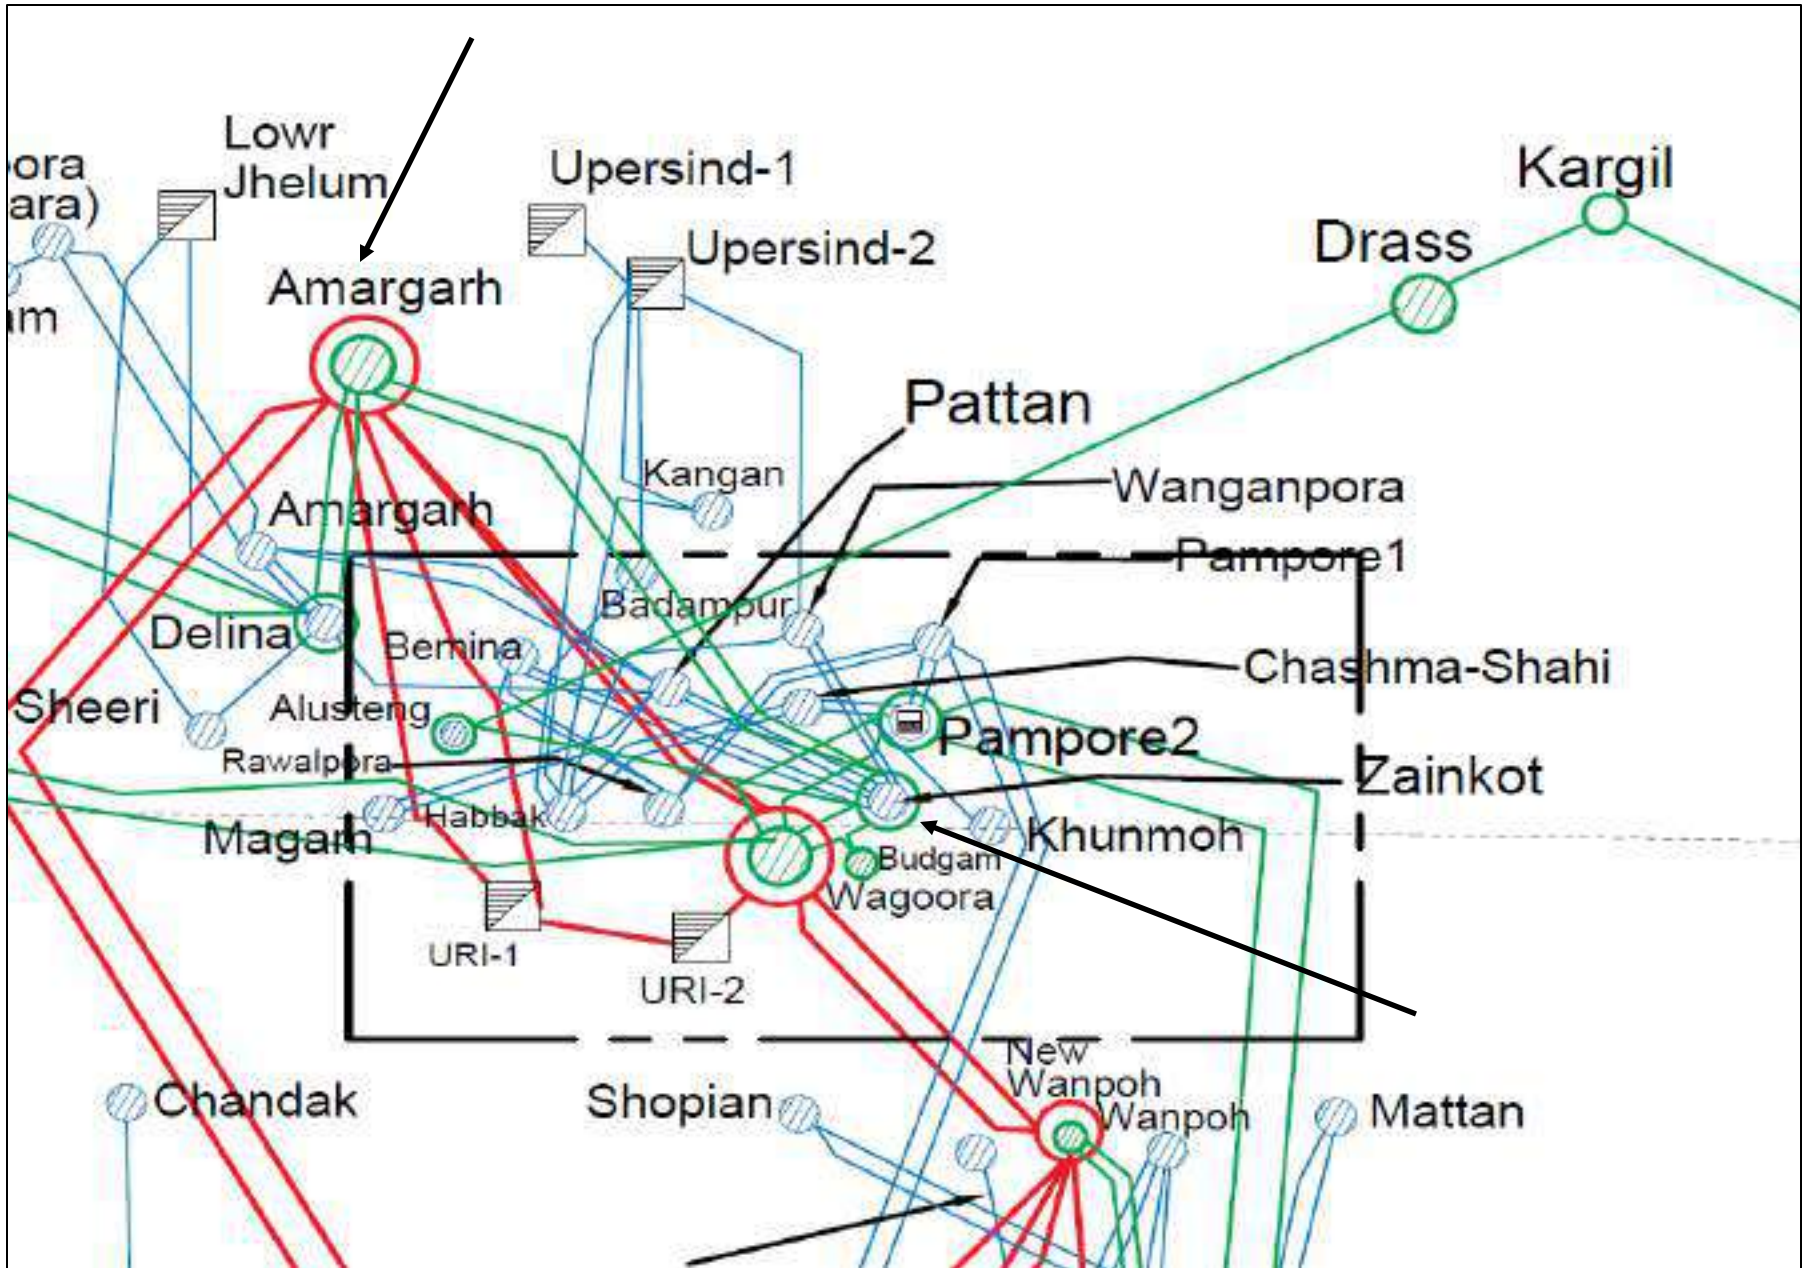 Lowr
Jhelum
ora
ara)
Upersind-1
Kargil
Upersind-2
Drass
Amargarh
am
Pattan
Kangan
Wanganpora
Amargarh
Pampore1
Badampur
Delina
Bemina
Chashma-Shahi
Sheeri
Alusteng
Pampore2
Rawalpora
Zainkot
Habbak
Magam
Khunmoh
Budgam
Wagoora
URI-1
URI-2
New
Wanpoh
Chandak
Shopian
Wanpoh
Mattan